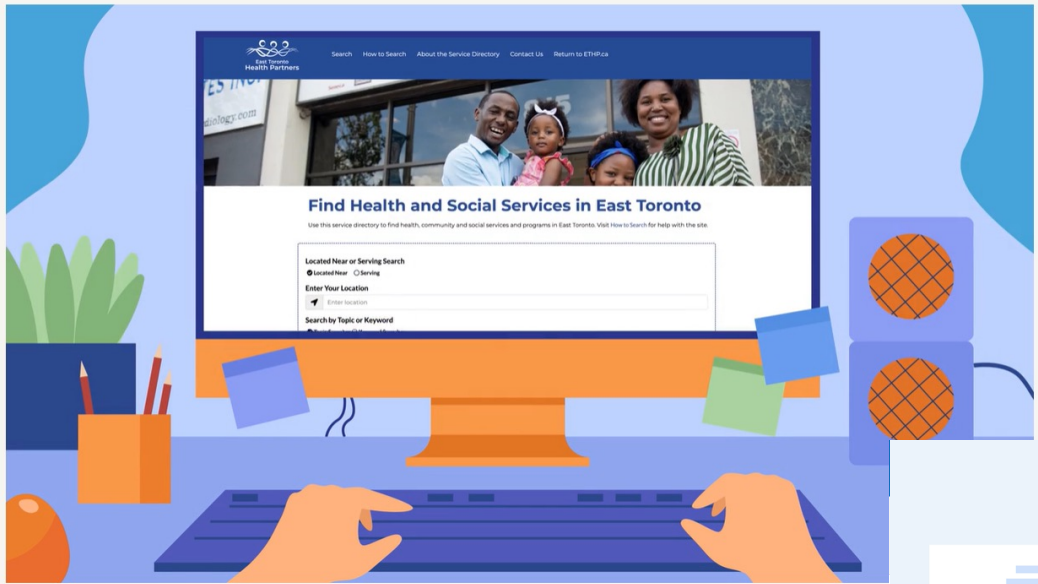 East Toronto
Health Partners
Search How to Search About the Service Directory Contact Us Return to ETHP.ca
diology.com
Find Health and Social Services in East Toronto
Use this service directory to find health, community and social services and programs in East Toronto. Visit How to Search for help with the site.
Located Near or Serving Search
Located Near Serving
Enter Your Location
Enter location
Search by Topic or Keyword